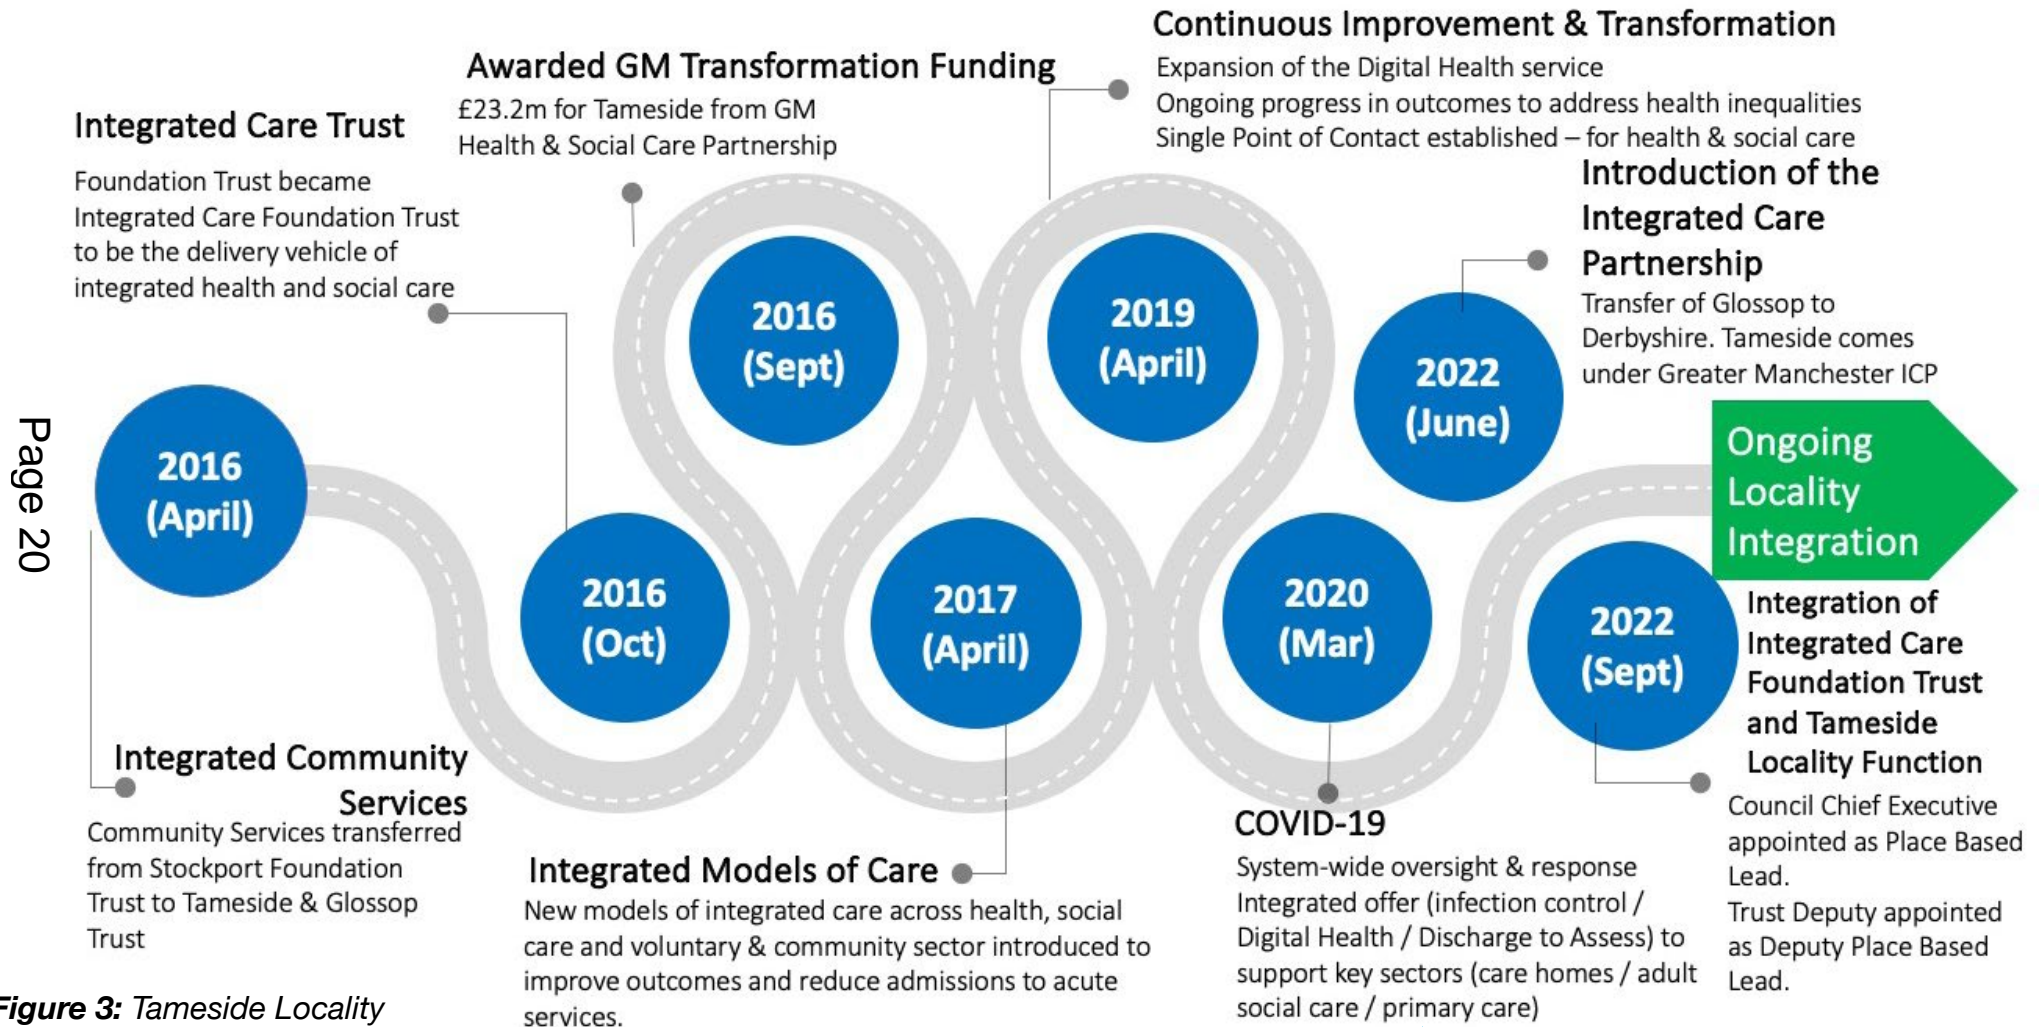 Page 20
2016
(April)
Integrated Community
Services
Community Services transferred
from Stockport Foundation
Trust to Tameside & Glossop
Trust
Integrated Care Trust
Foundation Trust became
Integrated Care Foundation Trust
to be the delivery vehicle of
integrated health and social care
2016
(Oct)
Awarded GM Transformation Funding
£23.2m for Tameside from GM
Health & Social Care Partnership
2016
(Sept)
2017
(April)
Integrated Models of Care
New models of integrated care across health, social
care and voluntary & community sector introduced to
improve outcomes and reduce admissions to acute
services.
Continuous Improvement & Transformation
Expansion of the Digital Health service
Ongoing progress in outcomes to address health inequalities
Single Point of Contact established – for health & social care
2019
(April)
2020
(Mar)
COVID-19
System-wide oversight & response
Integrated offer (infection control /
Digital Health / Discharge to Assess) to
support key sectors (care homes / adult
social care / primary care)
Introduction of the
Integrated Care
Partnership
Transfer of Glossop to
Derbyshire. Tameside comes
under Greater Manchester ICP
2022
(June)
2022
(Sept)
Integration of
Integrated Care
Foundation Trust
and Tameside
Locality Function
Council Chief Executive
appointed as Place Based
Lead.
Trust Deputy appointed
as Deputy Place Based
Lead.
Ongoing
Locality
Integration
Figure 3: Tameside Locality